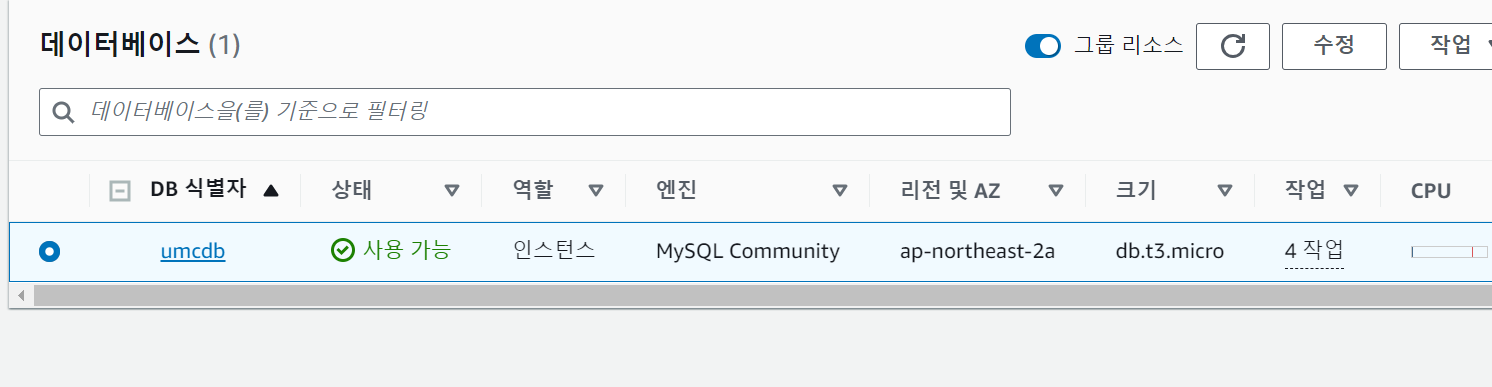 데이터베이스 (1)
그룹 리소스 수정 작업
데이터베이스을(를) 기준으로 필터링
DB 식별자 상태 역할 엔진 리전 및 AZ 크기 작업 CPU
umcdb 사용 가능 인스턴스 MySQL Community ap-northeast-2a db.t3.micro 4 작업